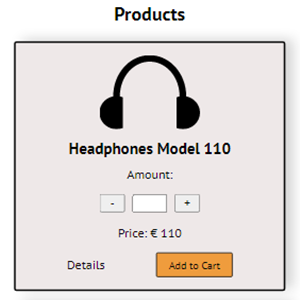 Products
Headphones Model 110
Amount:
- +
Price: € 110
Details Add to Cart